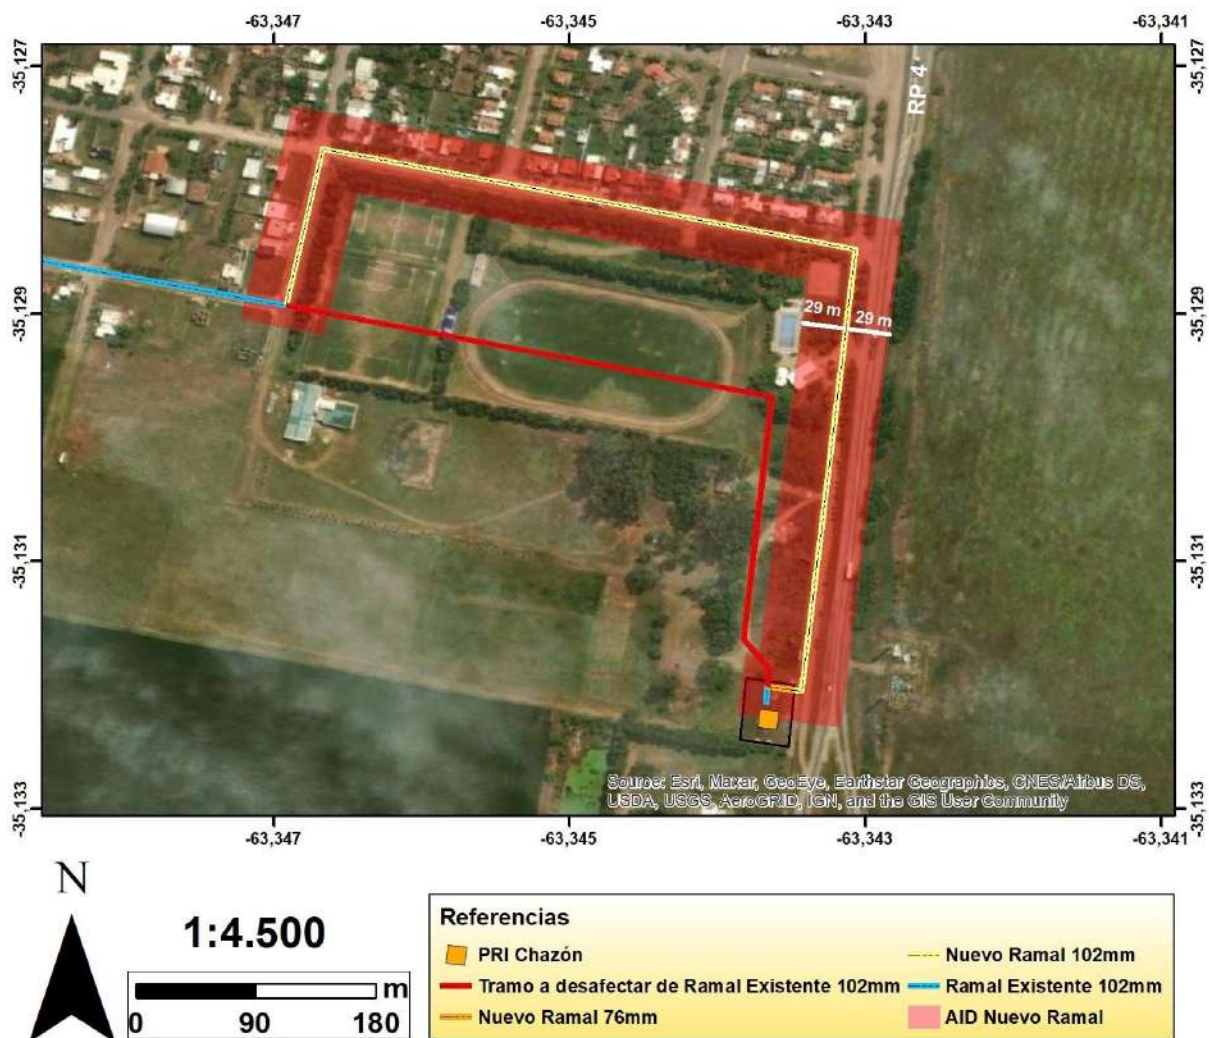 -63,347 -63,345 -63,343 -63,341
-35,127
-35,127
RP 4
-35,129
29 m 29 m
-35,129
-35,131
-35,131
Source: Esri, Maxar, GeoEye, Earthstar Geographics, CNES/Airbus DS,
USDA, USGS, AeroGRID, IGN, and the GIS User Community
-35,133
-35,133
-63,347 -63,345 -63,343 -63,341
N
1:4.500
m
0 90 180
Referencias
PRI Chazón
Nuevo Ramal 102mm
Tramo a desafectar de Ramal Existente 102mm
Ramal Existente 102mm
Nuevo Ramal 76mm
AID Nuevo Ramal